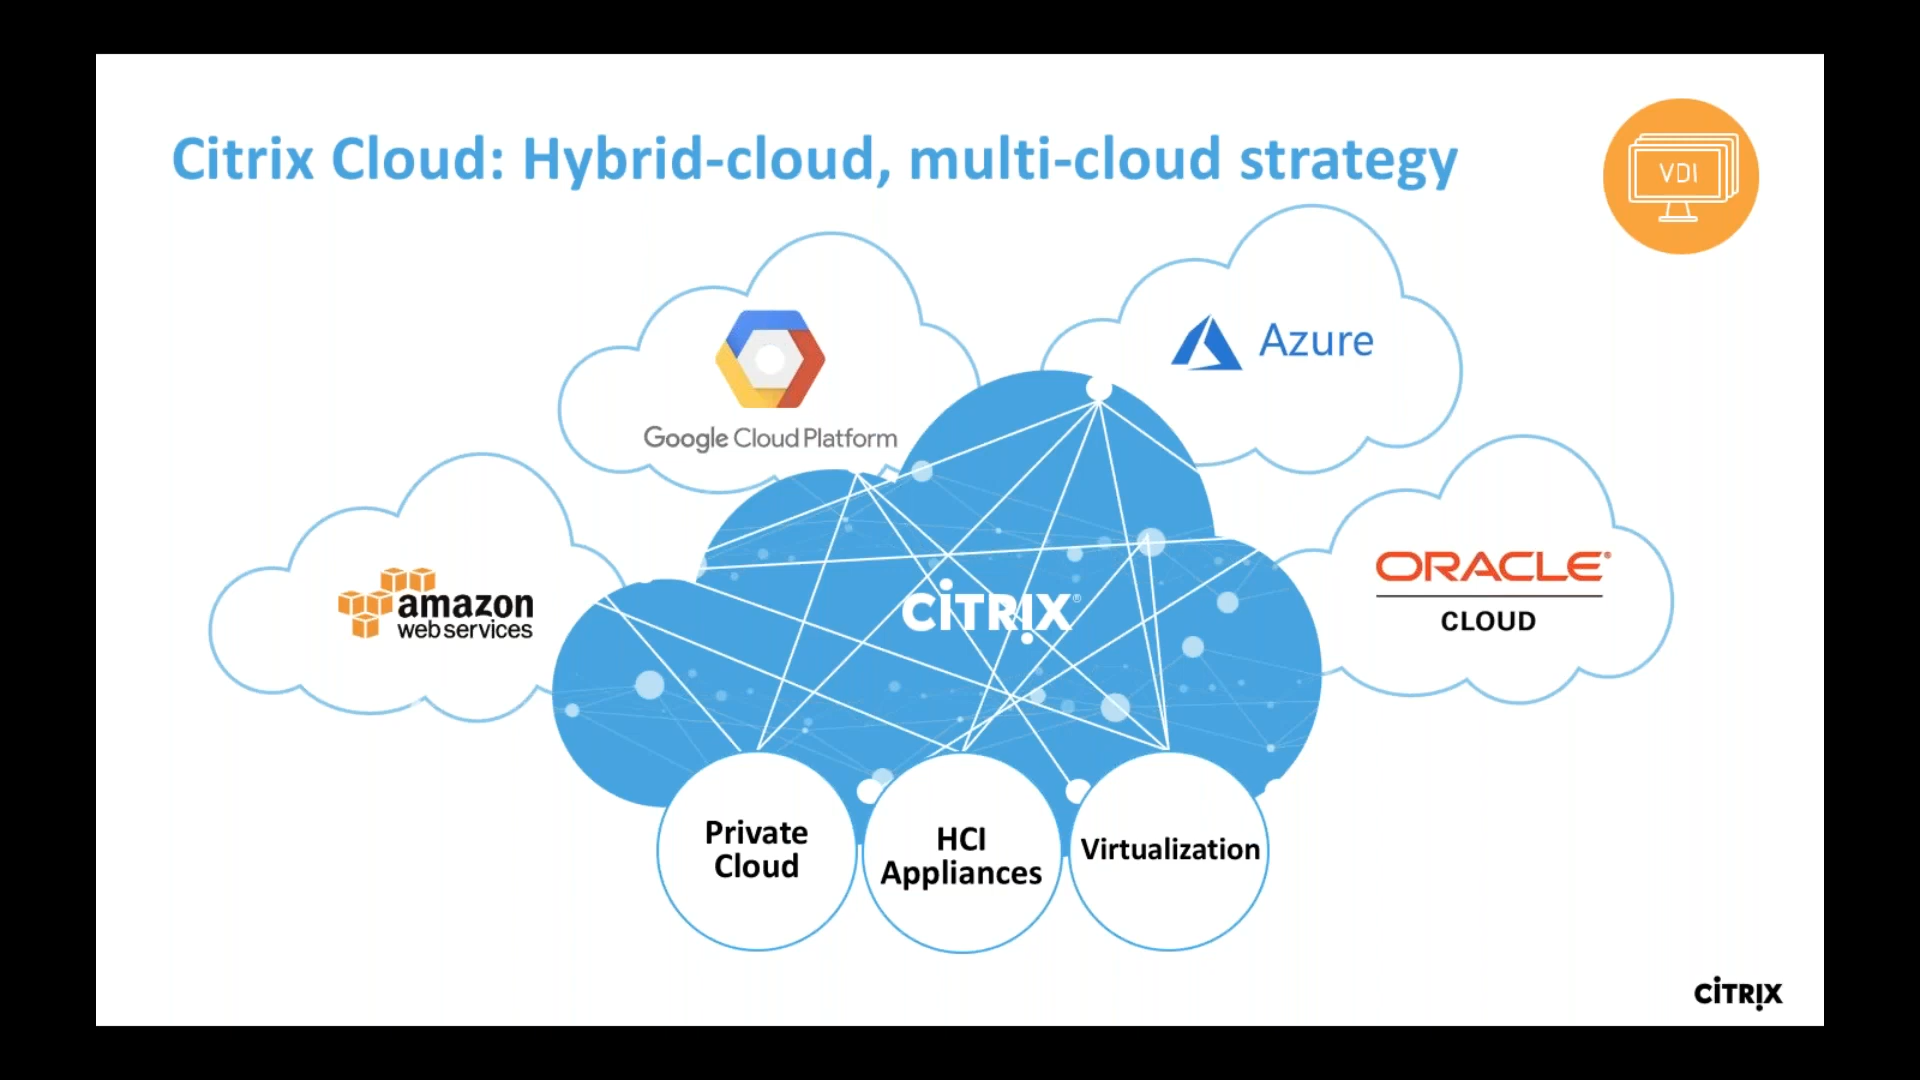 Citrix Cloud: Hybrid-cloud, multi-cloud strategy
VDI
Google Cloud Platform
Azure
amazon
web services
CITRIX®
ORACLE®
CLOUD
Private
Cloud
HCI
Appliances
Virtualization
CITRIX